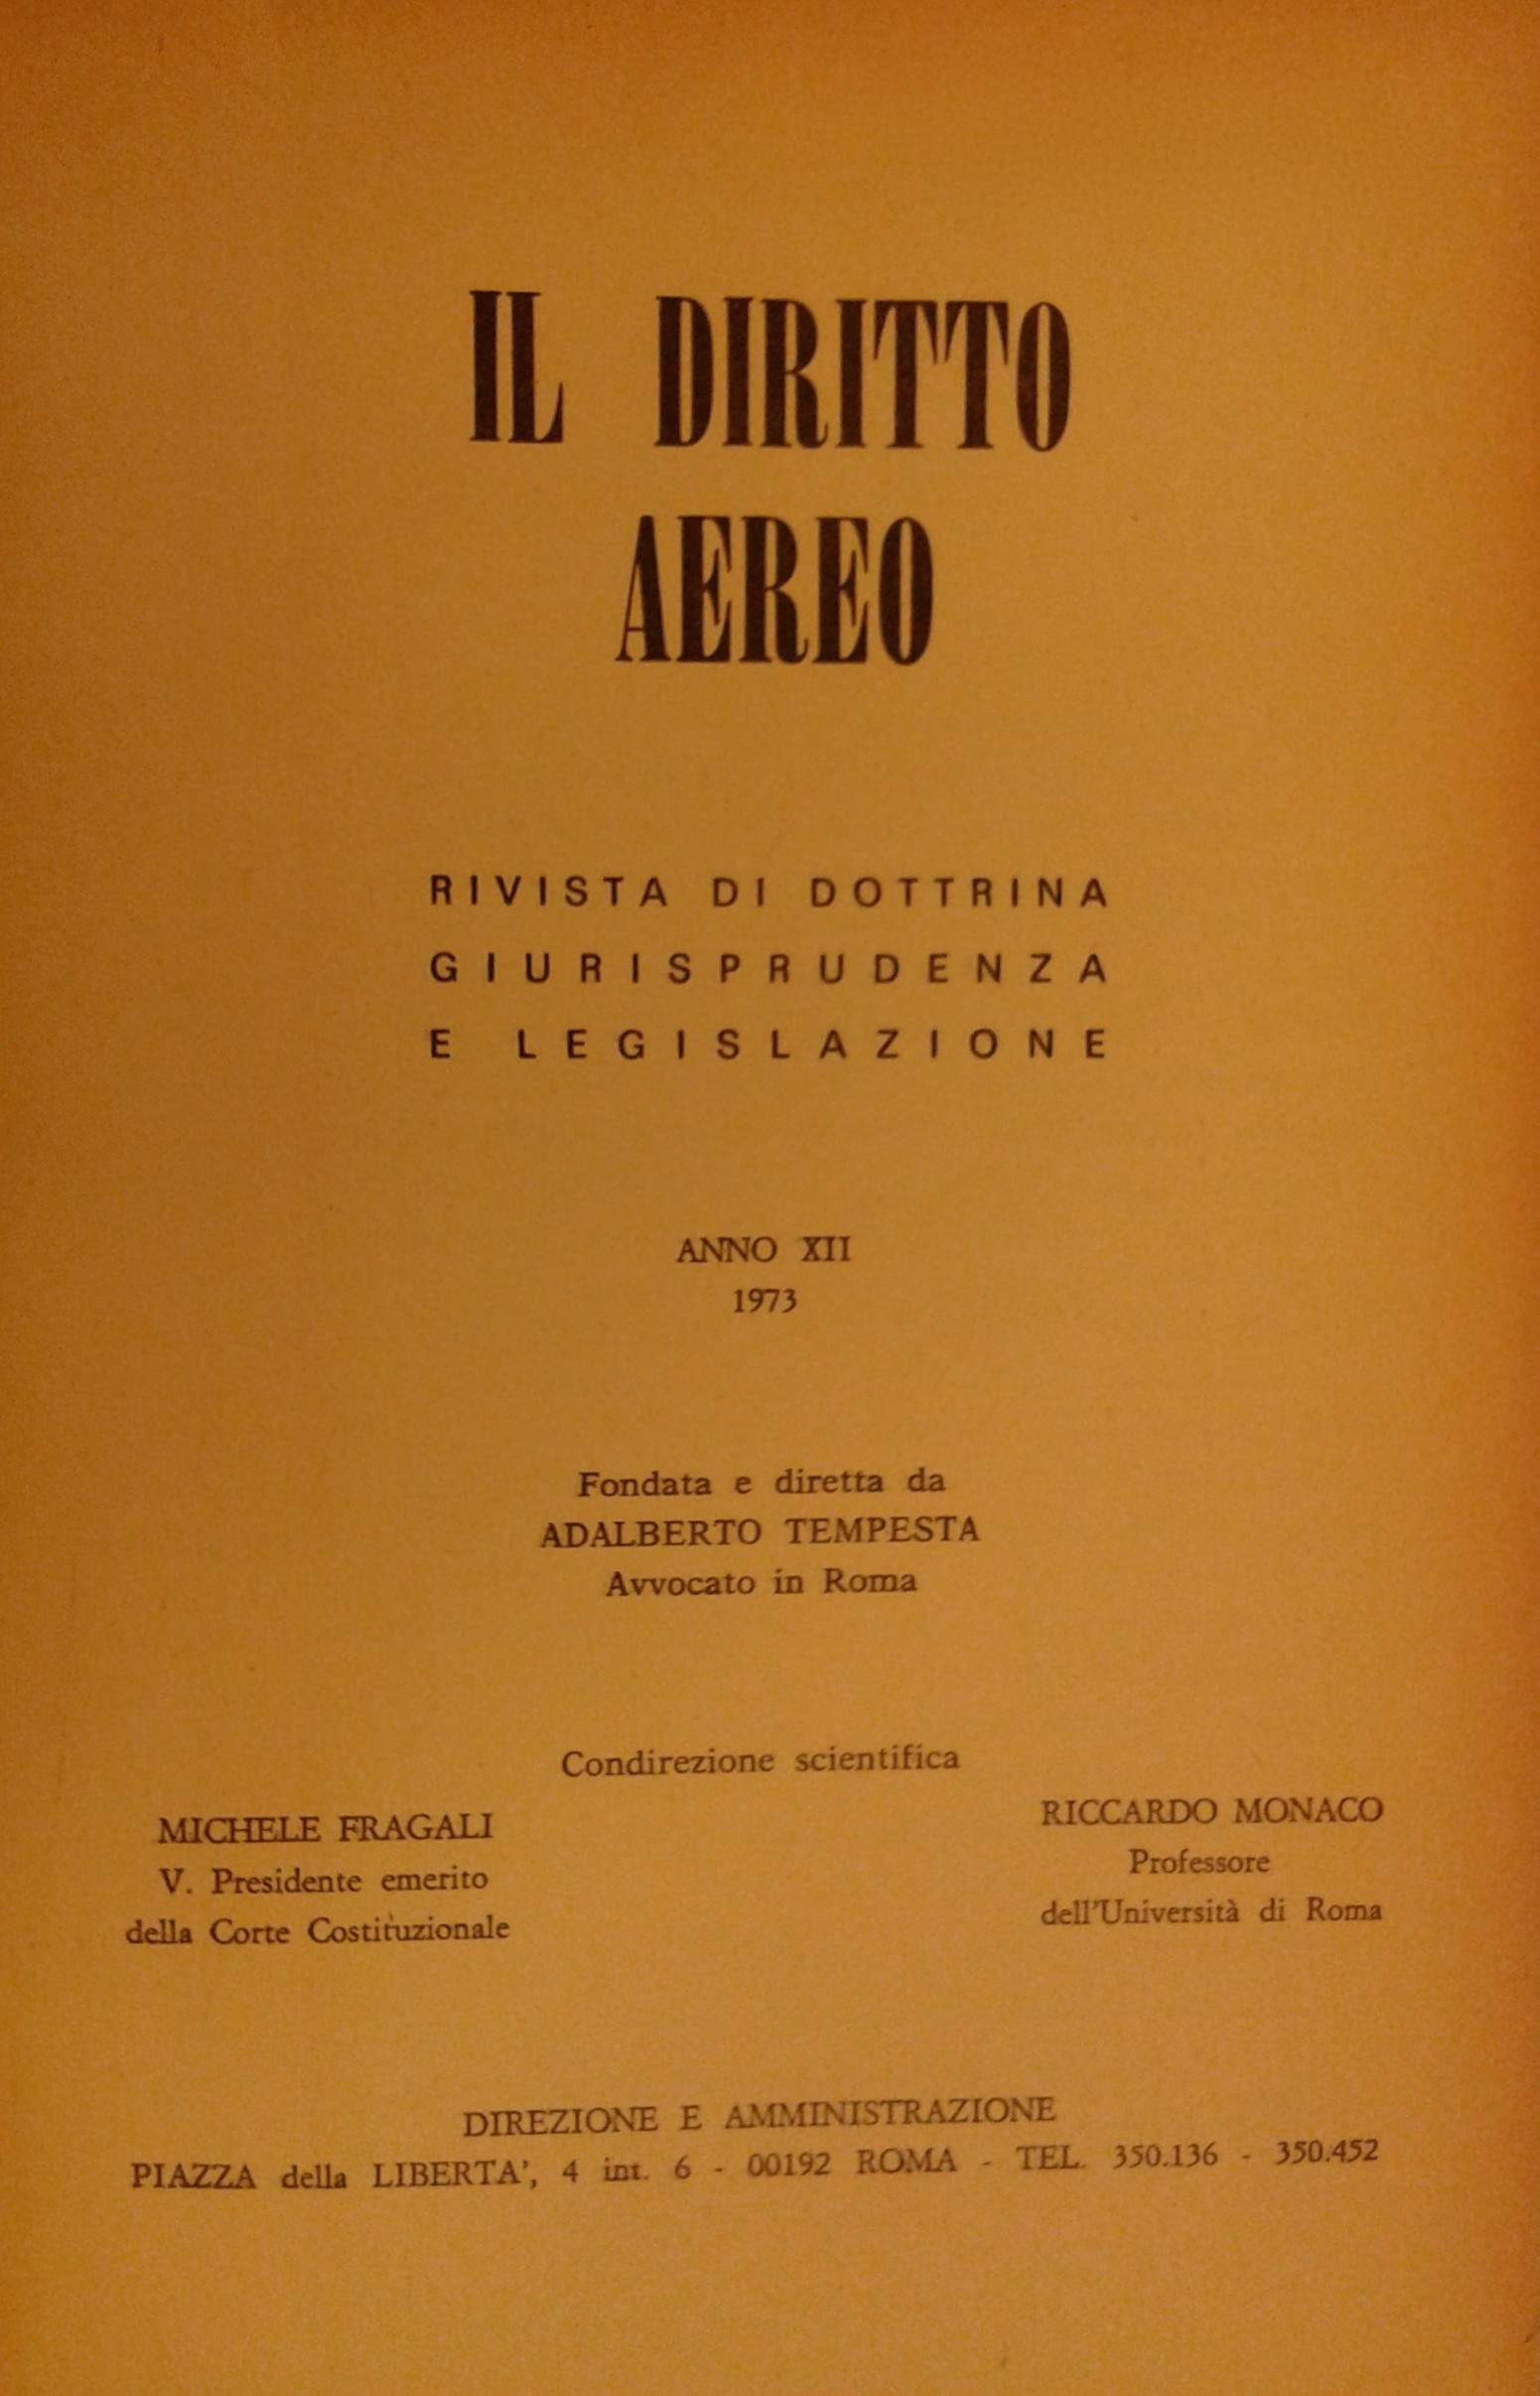 IL DIRITTO
AEREO
RIVISTA DI DOTTRINA
GIURISPRUDENZA
E LEGISLAZIONE
ANNO XII
1973
Fondata e diretta da
ADALBERTO TEMPESTA
Avvocato in Roma
Condirezione scientifica
MICHELE FRAGALI
V. Presidente emerito
della Corte Costituzionale
RICCARDO MONACO
Professore
dell'Università di Roma
DIREZIONE E AMMINISTRAZIONE
PIAZZA della LIBERTA', 4 int. 6 - 00192 ROMA - TEL. 350.136 - 350.452